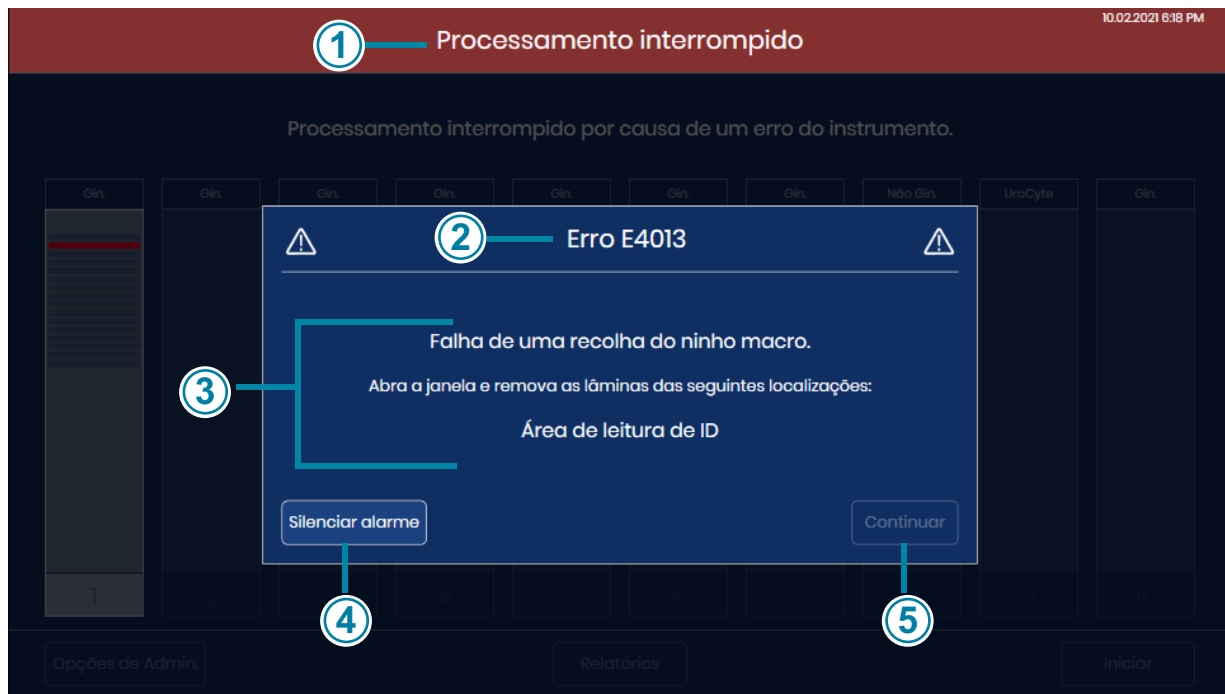 10.02.2021 6:18 PM
1 Processamento interrompido
Processamento interrompido por causa de um erro do instrumento.
Gin. Gin. Gin. Gin. Gin. Gin. Gin. Não Gin. UroCyte Gin.
2 Erro E4013
Falha de uma recolha do ninho macro.
3
Abra a janela e remova as lâminas das seguintes localizações:
Área de leitura de ID
Silenciar alarme Continuar
1 2 3 4 5 6 7 9 10
4 5
Opções de Admin. Relatórios Iniciar